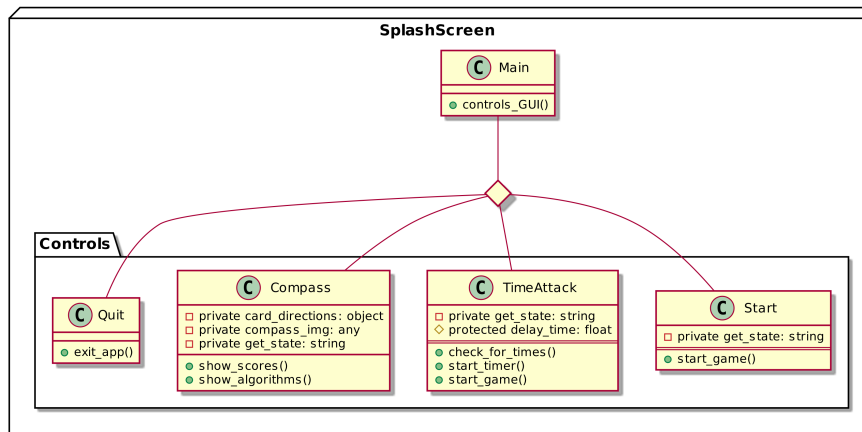 SplashScreen
C Main
controls_GUI()
Controls
C Quit
exit_app()
C Compass
private card_directions: object
private compass_img: any
private get_state: string
show_scores()
show_algorithms()
C TimeAttack
private get_state: string
protected delay_time: float
check_for_times()
start_timer()
start_game()
C Start
private get_state: string
start_game()